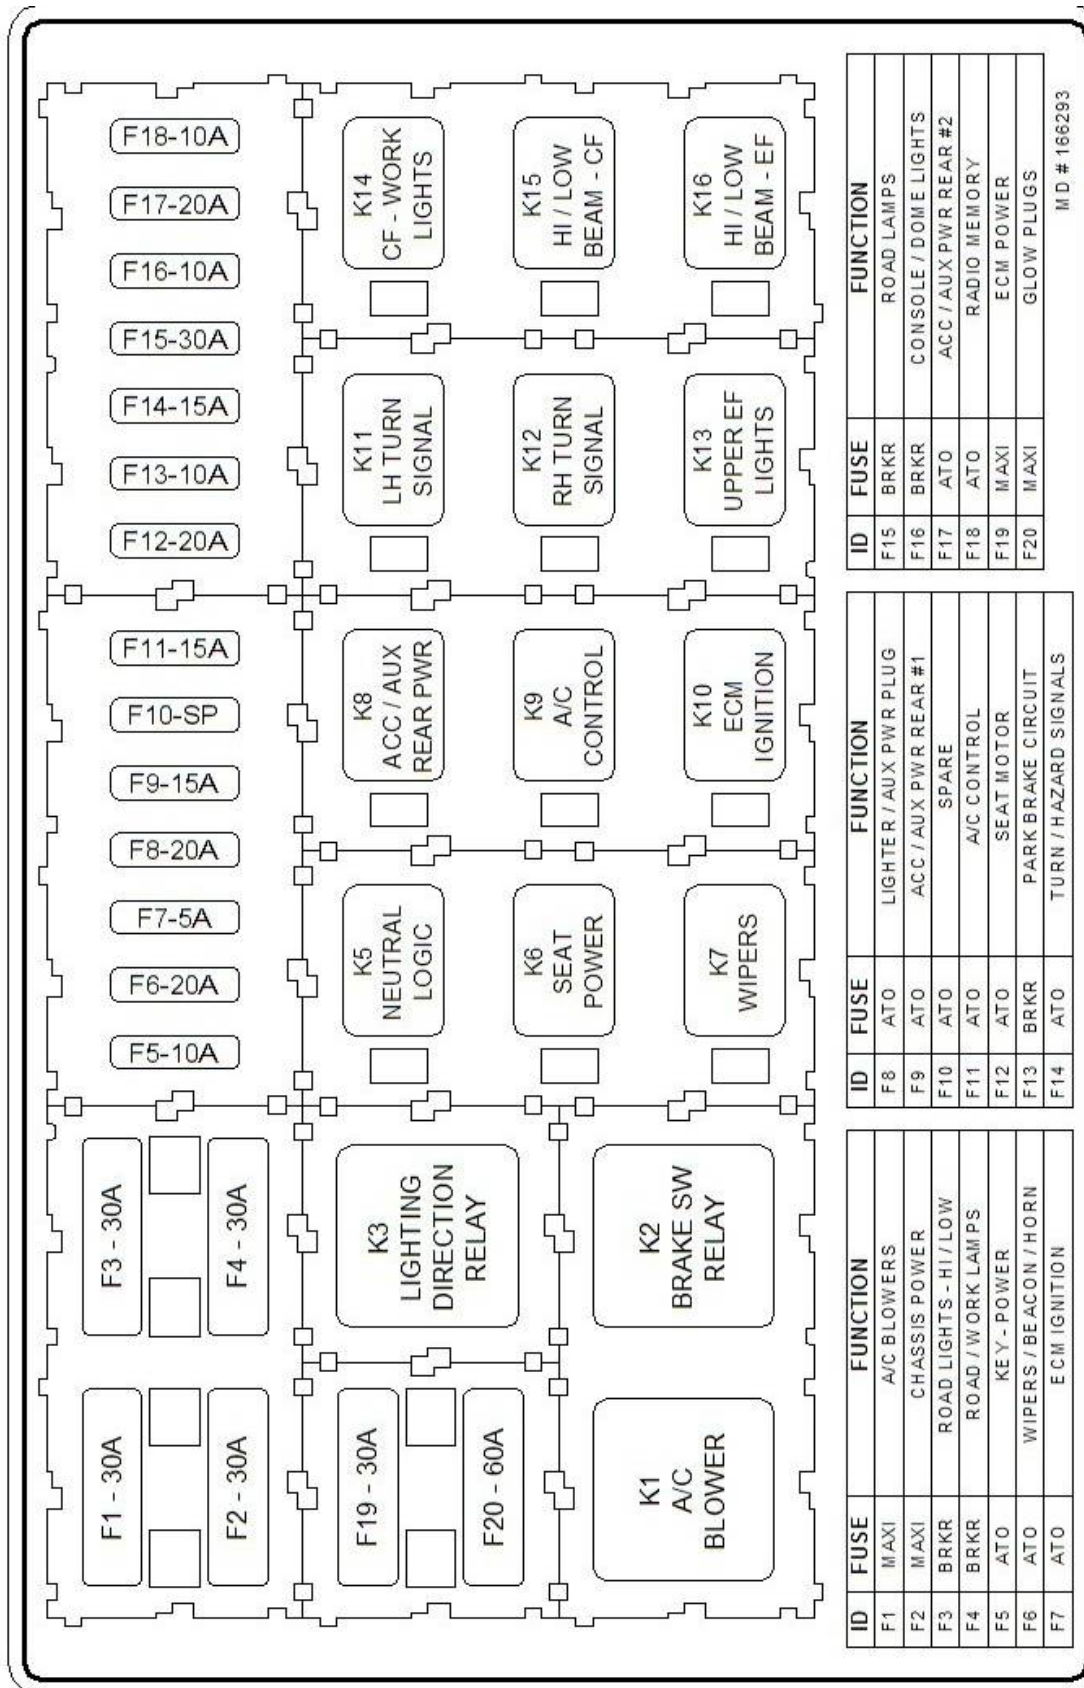 F18-10A
F17-20A
F16-10A
F15-30A
F14-15A
F13-10A
F12-20A
F11-15A
F10-SP
F9-15A
F8-20A
F7-5A
F6-20A
F5-10A
F1 - 30A
F3 - 30A
F2 - 30A
F4 - 30A
F19 - 30A
F20 - 60A
K3
LIGHTING
DIRECTION
RELAY
K5
NEUTRAL
LOGIC
K8
ACC / AUX
REAR PWR
K11
LH TURN
SIGNAL
K14
CF - WORK
LIGHTS
K6
SEAT
POWER
K9
A/C
CONTROL
K12
RH TURN
SIGNAL
K15
HI / LOW
BEAM - CF
K1
A/C
BLOWER
K2
BRAKE SW
RELAY
K7
WIPERS
K10
ECM
IGNITION
K13
UPPER EF
LIGHTS
K16
HI / LOW
BEAM - EF
ID FUSE FUNCTION
F1 MAXI A/C BLOWERS
F2 MAXI CHASSIS POWER
F3 BRKR ROAD LIGHTS - HI / LOW
F4 BRKR ROAD / WORK LAMPS
F5 ATO KEY - POWER
F6 ATO WIPERS / BEACON / HORN
F7 ATO ECM IGNITION
ID FUSE FUNCTION
F8 ATO LIGHTER / AUX PWR PLUG
F9 ATO ACC / AUX PWR REAR #1
F10 ATO SPARE
F11 ATO A/C CONTROL
F12 ATO SEAT MOTOR
F13 BRKR PARK BRAKE CIRCUIT
F14 ATO TURN / HAZARD SIGNALS
ID FUSE FUNCTION
F15 BRKR ROAD LAMPS
F16 BRKR CONSOLE / DOME LIGHTS
F17 ATO ACC / AUX PWR REAR #2
F18 ATO RADIO MEMORY
F19 MAXI ECM POWER
F20 MAXI GLOW PLUGS
MD # 166293